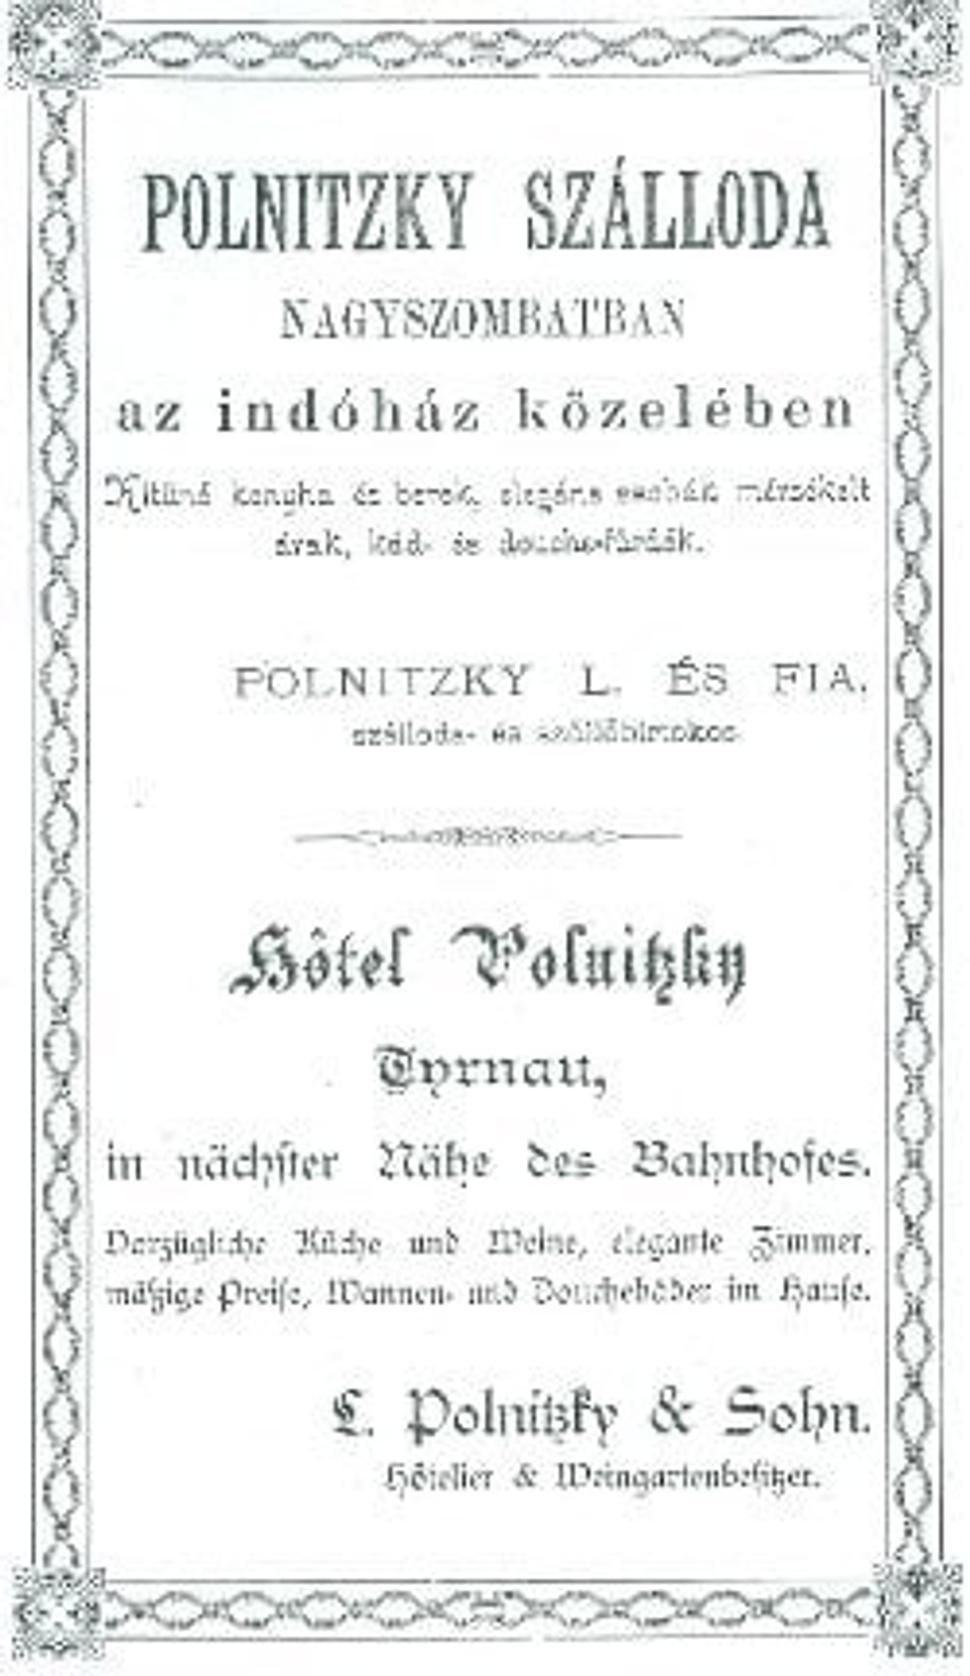 POLNITZKY SZÁLLODA
NAGYSZOMBATBAN
az indóház közelében
Kitünő konyha és borok, elegáns szobák mérsékelt
árak, kád- és douche-fürdők.
POLNITZKY L. ÉS FIA.
szálloda- és szőllőbirtokos
Hôtel Polnitzky
Tyrnau,
in nächster Nähe des Bahnhofes.
Vorzügliche Küche und Weine, elegante Zimmer,
mäßige Preise, Wannen- und Douchebäder im Hause.
L. Polnitzky & Sohn.
Hôtelier & Weingartenbesitzer.